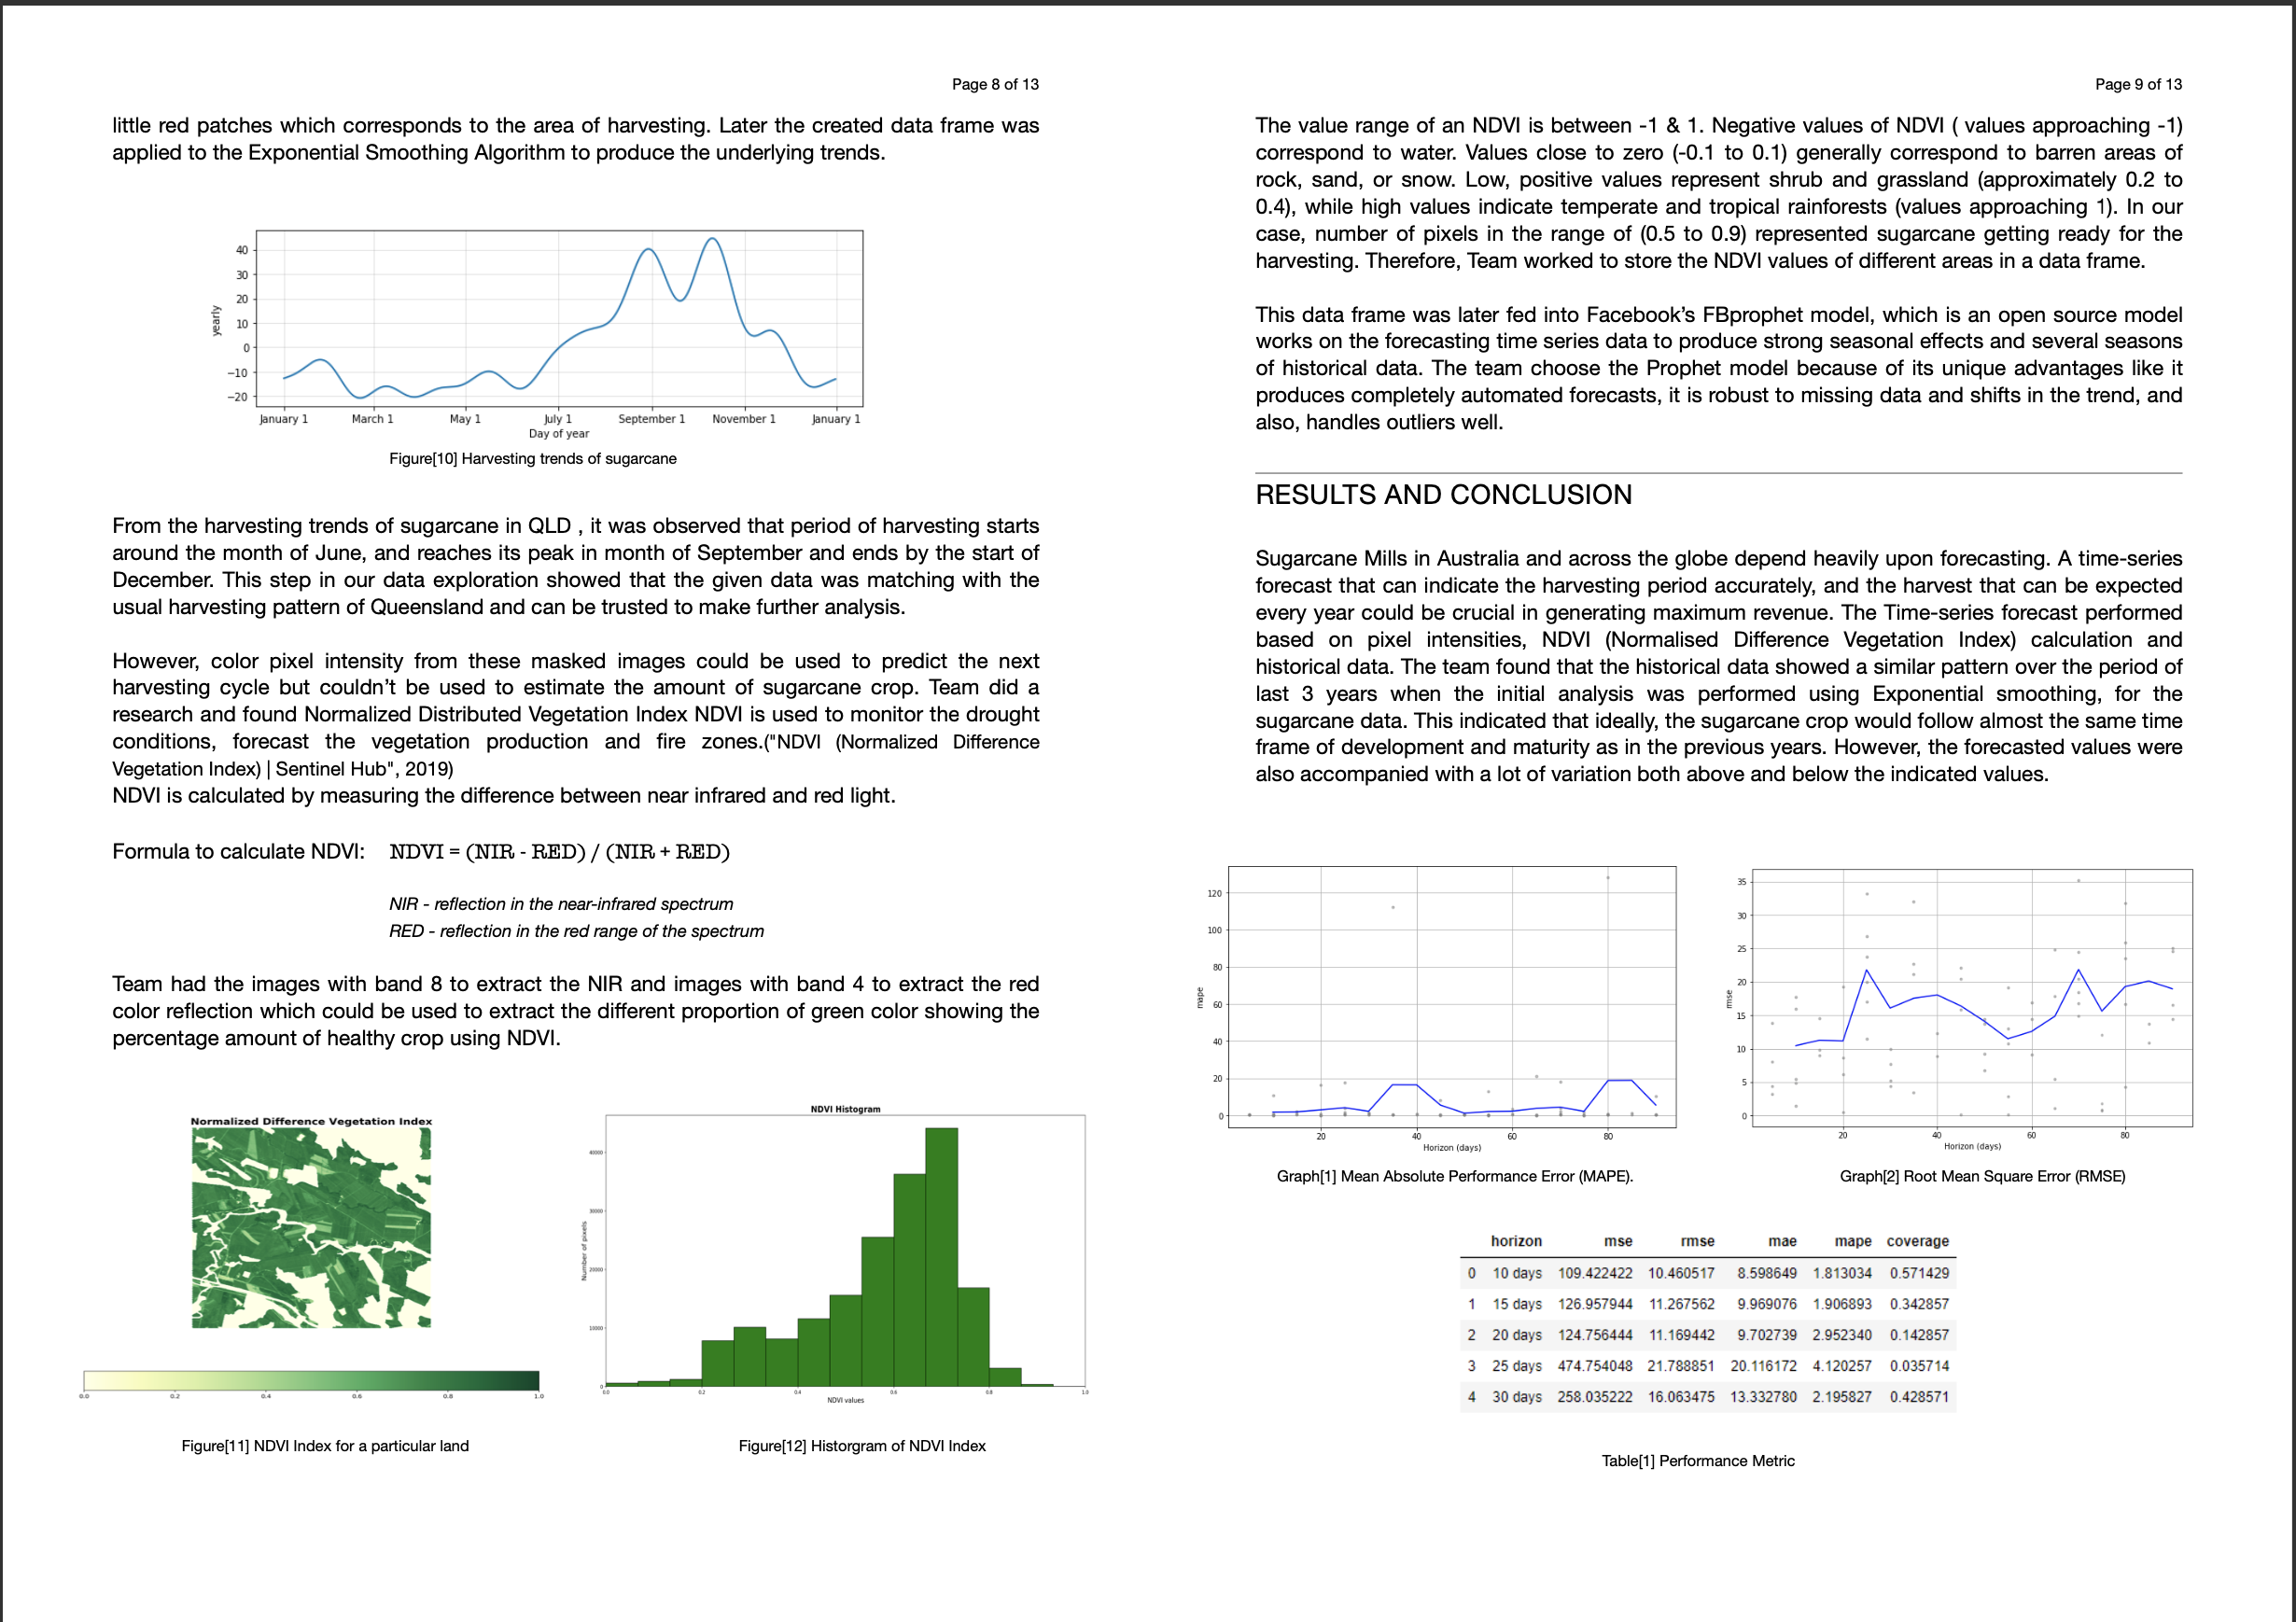 Page 8 of 13
little red patches which corresponds to the area of harvesting. Later the created data frame was
applied to the Exponential Smoothing Algorithm to produce the underlying trends.
yearly
40
30
20
10
0
−10
−20
January 1 March 1 May 1 July 1 September 1 November 1 January 1
Day of year
Figure[10] Harvesting trends of sugarcane
From the harvesting trends of sugarcane in QLD , it was observed that period of harvesting starts
around the month of June, and reaches its peak in month of September and ends by the start of
December. This step in our data exploration showed that the given data was matching with the
usual harvesting pattern of Queensland and can be trusted to make further analysis.
However, color pixel intensity from these masked images could be used to predict the next
harvesting cycle but couldn’t be used to estimate the amount of sugarcane crop. Team did a
research and found Normalized Distributed Vegetation Index NDVI is used to monitor the drought
conditions, forecast the vegetation production and fire zones.("NDVI (Normalized Difference
Vegetation Index) | Sentinel Hub", 2019)
NDVI is calculated by measuring the difference between near infrared and red light.
Formula to calculate NDVI: NDVI = (NIR - RED) / (NIR + RED)
NIR - reflection in the near-infrared spectrum
RED - reflection in the red range of the spectrum
Team had the images with band 8 to extract the NIR and images with band 4 to extract the red
color reflection which could be used to extract the different proportion of green color showing the
percentage amount of healthy crop using NDVI.
Normalized Difference Vegetation Index
0.0 0.2 0.4 0.6 0.8 1.0
Figure[11] NDVI Index for a particular land
NDVI Histogram
Number of pixels
40000
30000
20000
10000
0
0.0 0.2 0.4 0.6 0.8 1.0
NDVI values
Figure[12] Historgram of NDVI Index
Page 9 of 13
The value range of an NDVI is between -1 & 1. Negative values of NDVI ( values approaching -1)
correspond to water. Values close to zero (-0.1 to 0.1) generally correspond to barren areas of
rock, sand, or snow. Low, positive values represent shrub and grassland (approximately 0.2 to
0.4), while high values indicate temperate and tropical rainforests (values approaching 1). In our
case, number of pixels in the range of (0.5 to 0.9) represented sugarcane getting ready for the
harvesting. Therefore, Team worked to store the NDVI values of different areas in a data frame.
This data frame was later fed into Facebook’s FBprophet model, which is an open source model
works on the forecasting time series data to produce strong seasonal effects and several seasons
of historical data. The team choose the Prophet model because of its unique advantages like it
produces completely automated forecasts, it is robust to missing data and shifts in the trend, and
also, handles outliers well.
RESULTS AND CONCLUSION
Sugarcane Mills in Australia and across the globe depend heavily upon forecasting. A time-series
forecast that can indicate the harvesting period accurately, and the harvest that can be expected
every year could be crucial in generating maximum revenue. The Time-series forecast performed
based on pixel intensities, NDVI (Normalised Difference Vegetation Index) calculation and
historical data. The team found that the historical data showed a similar pattern over the period of
last 3 years when the initial analysis was performed using Exponential smoothing, for the
sugarcane data. This indicated that ideally, the sugarcane crop would follow almost the same time
frame of development and maturity as in the previous years. However, the forecasted values were
also accompanied with a lot of variation both above and below the indicated values.
mape
120
100
80
60
40
20
0
20 40 60 80
Horizon (days)
Graph[1] Mean Absolute Performance Error (MAPE).
rmse
35
30
25
20
15
10
5
0
20 40 60 80
Horizon (days)
Graph[2] Root Mean Square Error (RMSE)
horizon mse rmse mae mape coverage
0 10 days 109.422422 10.460517 8.598649 1.813034 0.571429
1 15 days 126.957944 11.267562 9.969076 1.906893 0.342857
2 20 days 124.756444 11.169442 9.702739 2.952340 0.142857
3 25 days 474.754048 21.788851 20.116172 4.120257 0.035714
4 30 days 258.035222 16.063475 13.332780 2.195827 0.428571
Table[1] Performance Metric